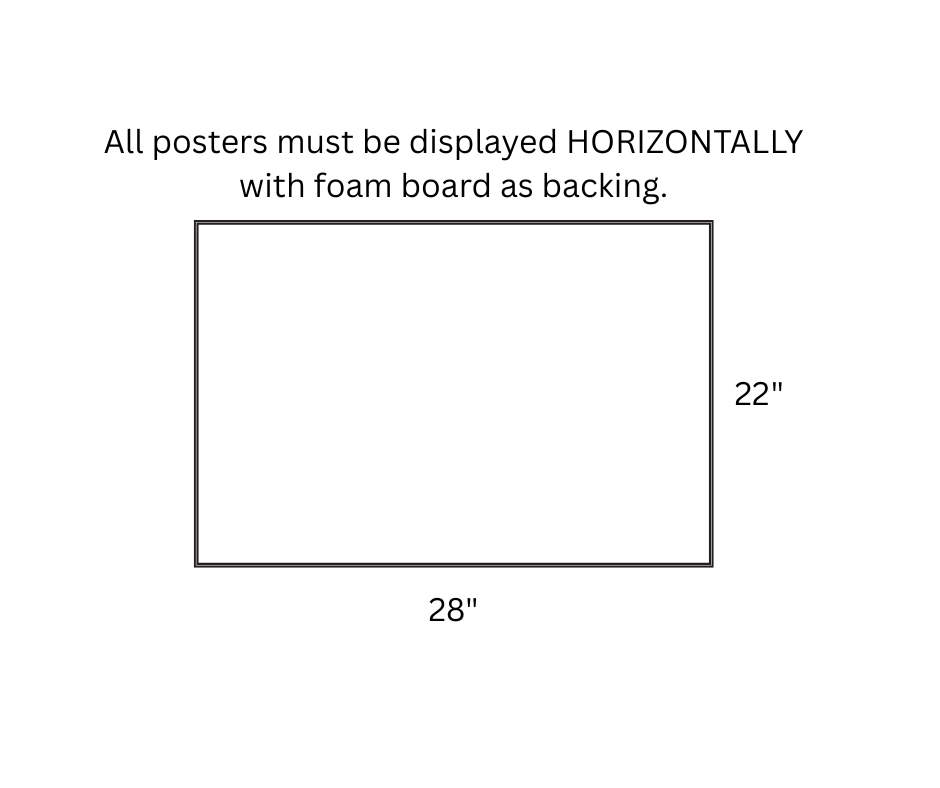 All posters must be displayed HORIZONTALLY
with foam board as backing.
22"
28"